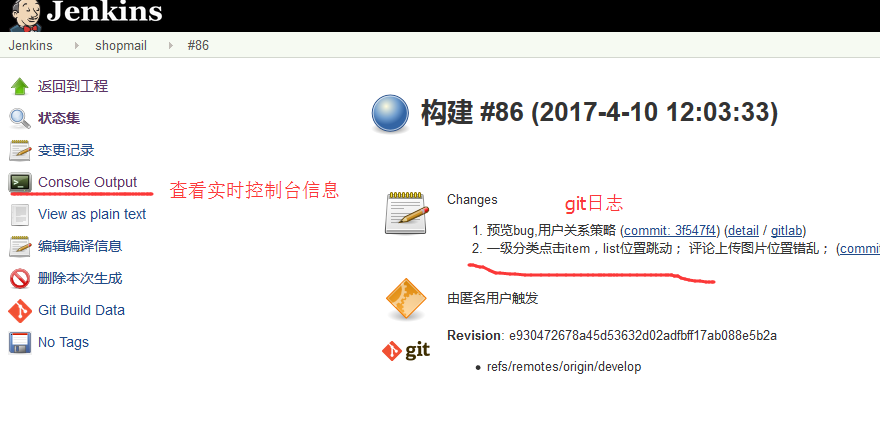 Jenkins
Jenkins shopmail #86
返回到工程
状态集
变更记录
Console Output
查看实时控制台信息
View as plain text
编辑编译信息
删除本次生成
Git Build Data
No Tags
构建 #86 (2017-4-10 12:03:33)
Changes
git日志
1. 预览bug,用户关系策略 (commit: 3f547f4) (detail / gitlab)
2. 一级分类点击item，list位置跳动； 评论上传图片位置错乱； (commi
由匿名用户触发
Revision: e930472678a45d53632d02adfbff17ab088e5b2a
git
refs/remotes/origin/develop